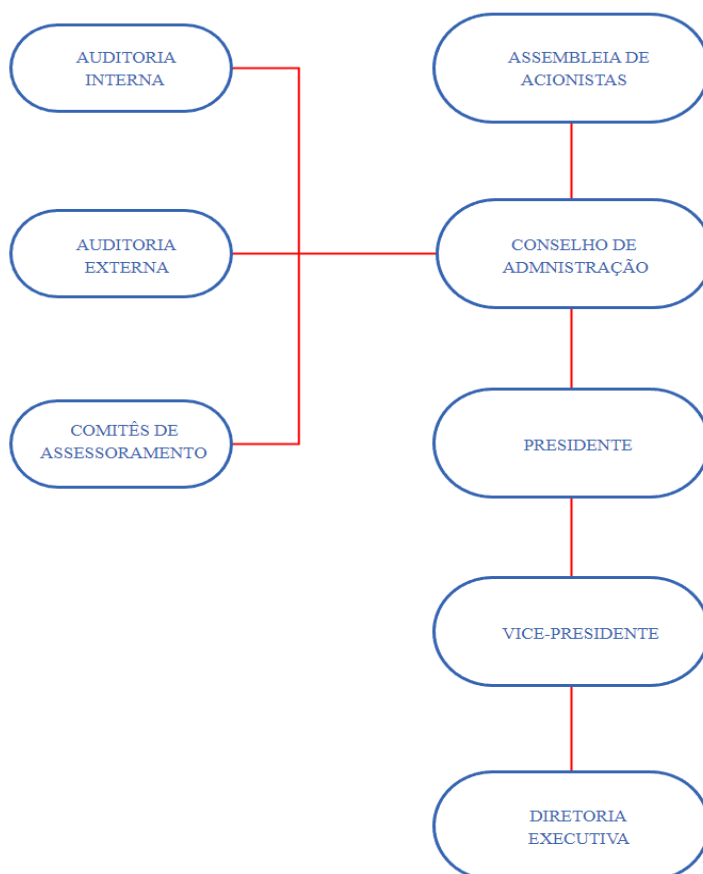 AUDITORIA
INTERNA
ASSEMBLEIA DE
ACIONISTAS
AUDITORIA
EXTERNA
CONSELHO DE
ADMNISTRAÇÃO
COMITÊS DE
ASSESSORAMENTO
PRESIDENTE
VICE-PRESIDENTE
DIRETORIA
EXECUTIVA